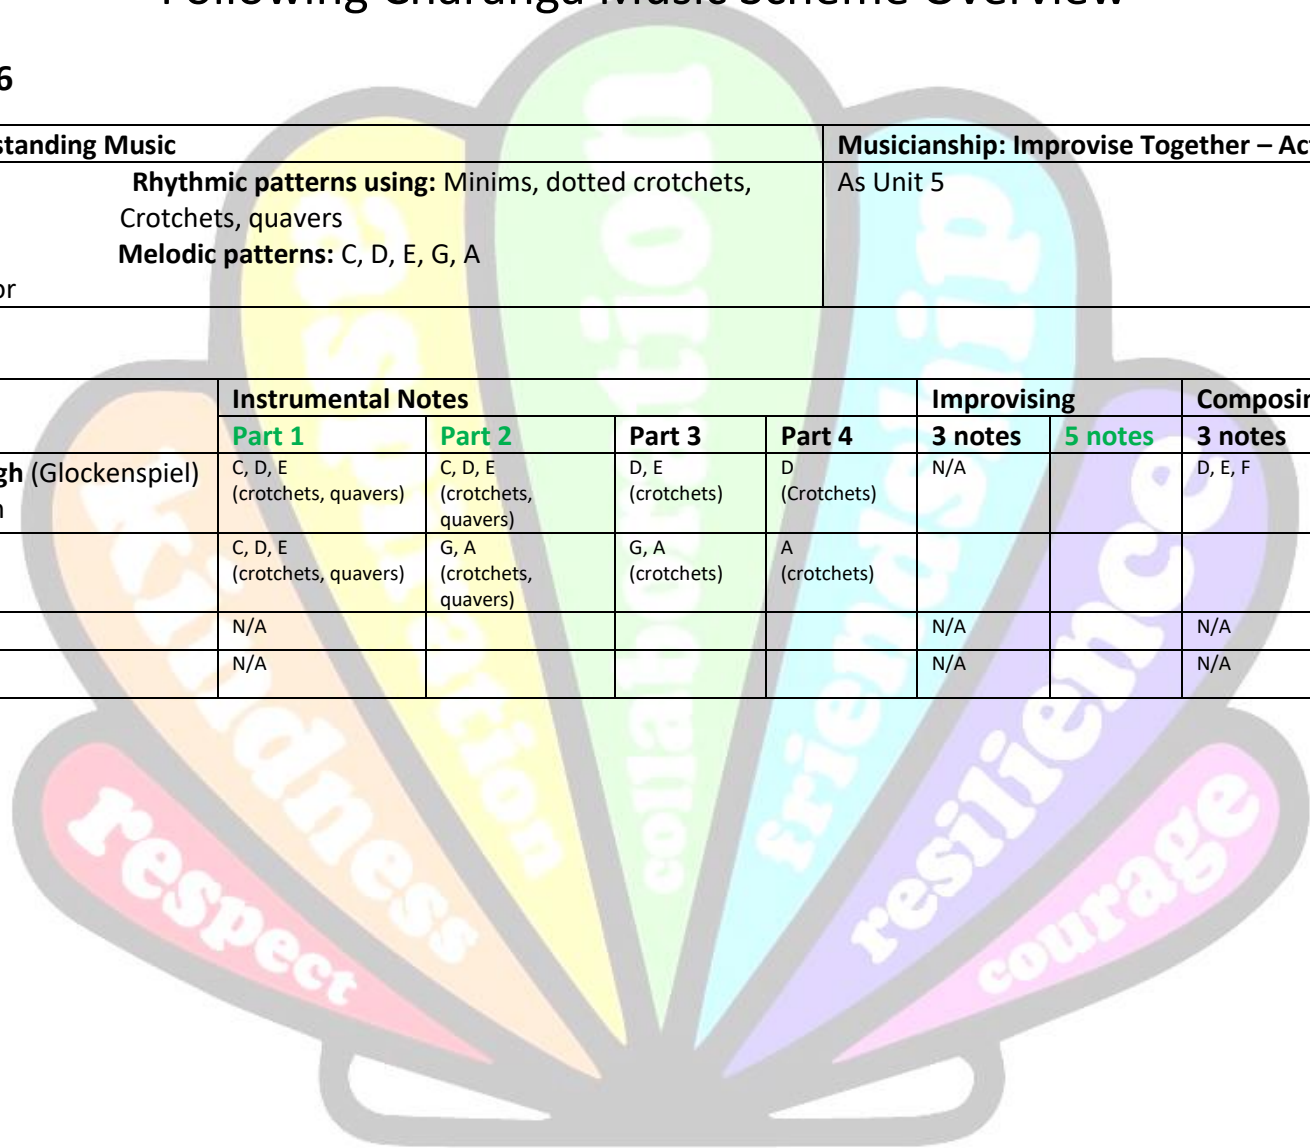 Following Charanga Music Scheme Overview
6
standing Music
Musicianship: Improvise Together – Act
Rhythmic patterns using: Minims, dotted crotchets,
As Unit 5
Crotchets, quavers
Melodic patterns: C, D, E, G, A
or
Instrumental Notes
Improvising
Composin
Part 1
Part 2
Part 3
Part 4
3 notes
5 notes
3 notes
gh (Glockenspiel)
C, D, E
(crotchets, quavers)
C, D, E
(crotchets,
quavers)
D, E
(crotchets)
D
(Crotchets)
N/A
D, E, F
C, D, E
(crotchets, quavers)
G, A
(crotchets,
quavers)
G, A
(crotchets)
A
(crotchets)
N/A
N/A
N/A
N/A
N/A
N/A
respect
kindness
collaboration
friendship
resilience
courage